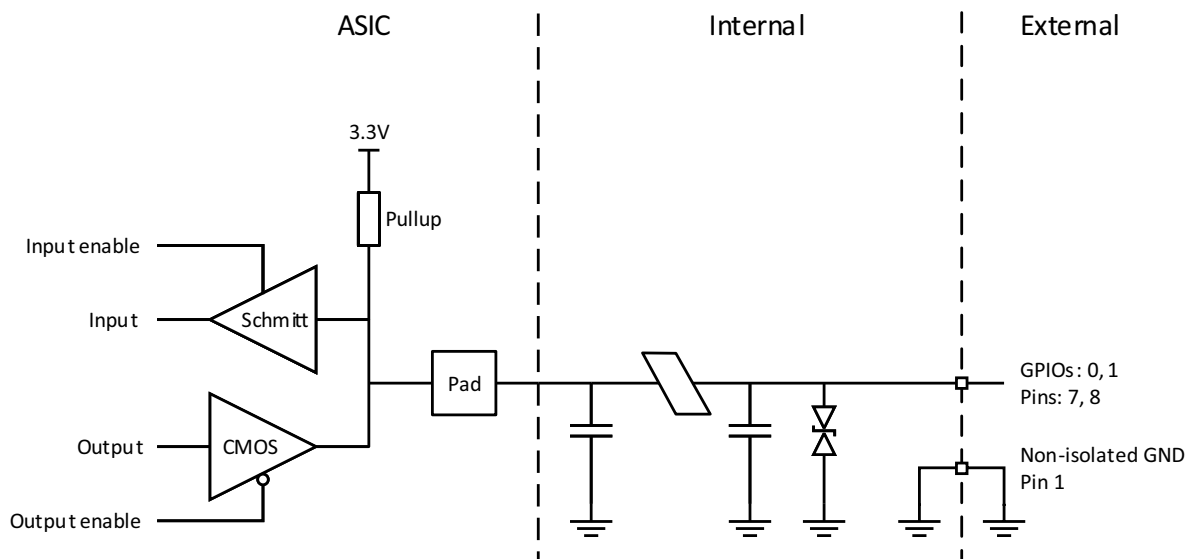 ASIC
Internal
External
3.3V
Pullup
Input enable
Schmitt
Input
Pad
GPIOs: 0, 1
Pins: 7, 8
Output
CMOS
Non-isolated GND
Pin 1
Output enable